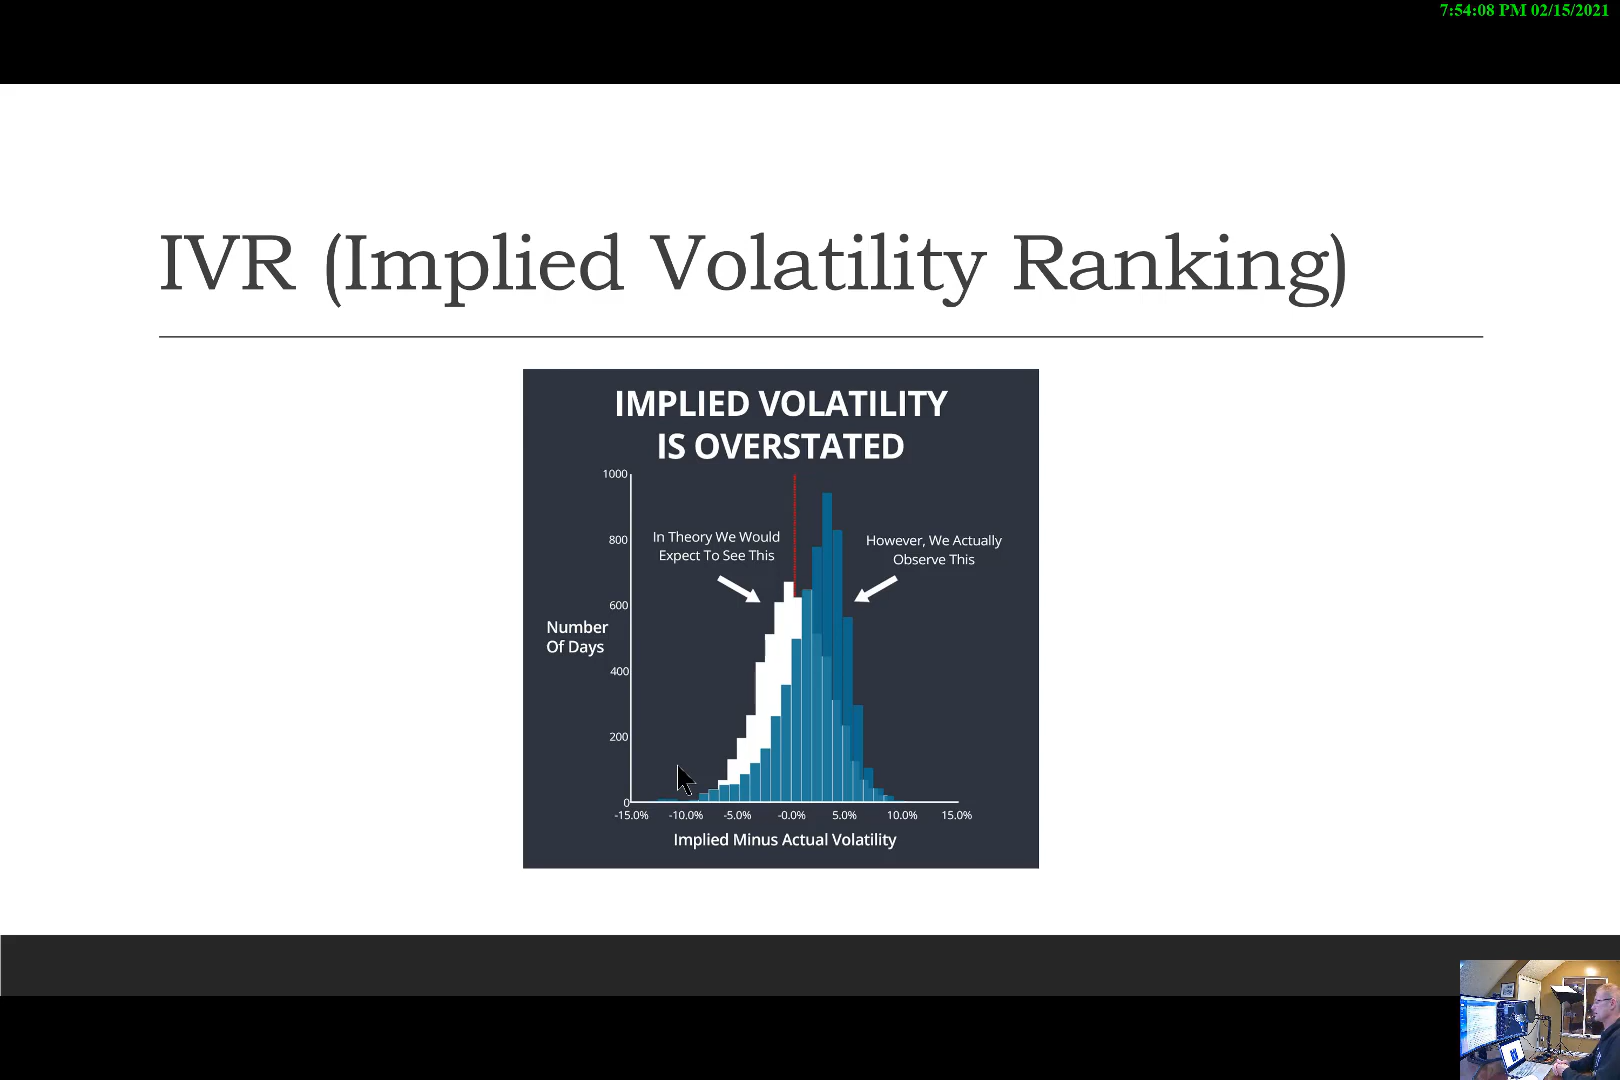 7:54:08 PM 02/15/2021
IVR (Implied Volatility Ranking)
IMPLIED VOLATILITY
IS OVERSTATED
1000
800
600
400
200
0
In Theory We Would
Expect To See This
However, We Actually
Observe This
Number
Of Days
-15.0% -10.0% -5.0% -0.0% 5.0% 10.0% 15.0%
Implied Minus Actual Volatility